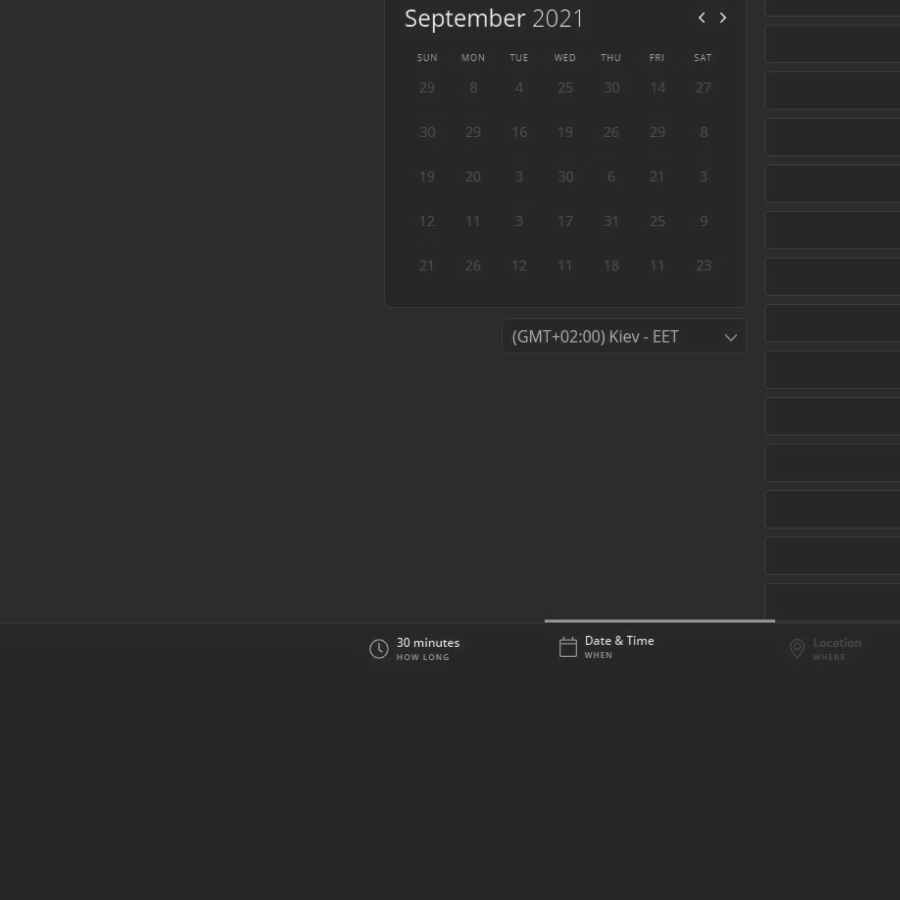 September 2021
SUN MON TUE WED THU FRI SAT
29 8 4 25 30 14 27
30 29 16 19 26 29 8
19 20 3 30 6 21 3
12 11 3 17 31 25 9
21 26 12 11 18 11 23
(GMT+02:00) Kiev - EET
30 minutes
HOW LONG
Date & Time
WHEN
Location
WHERE